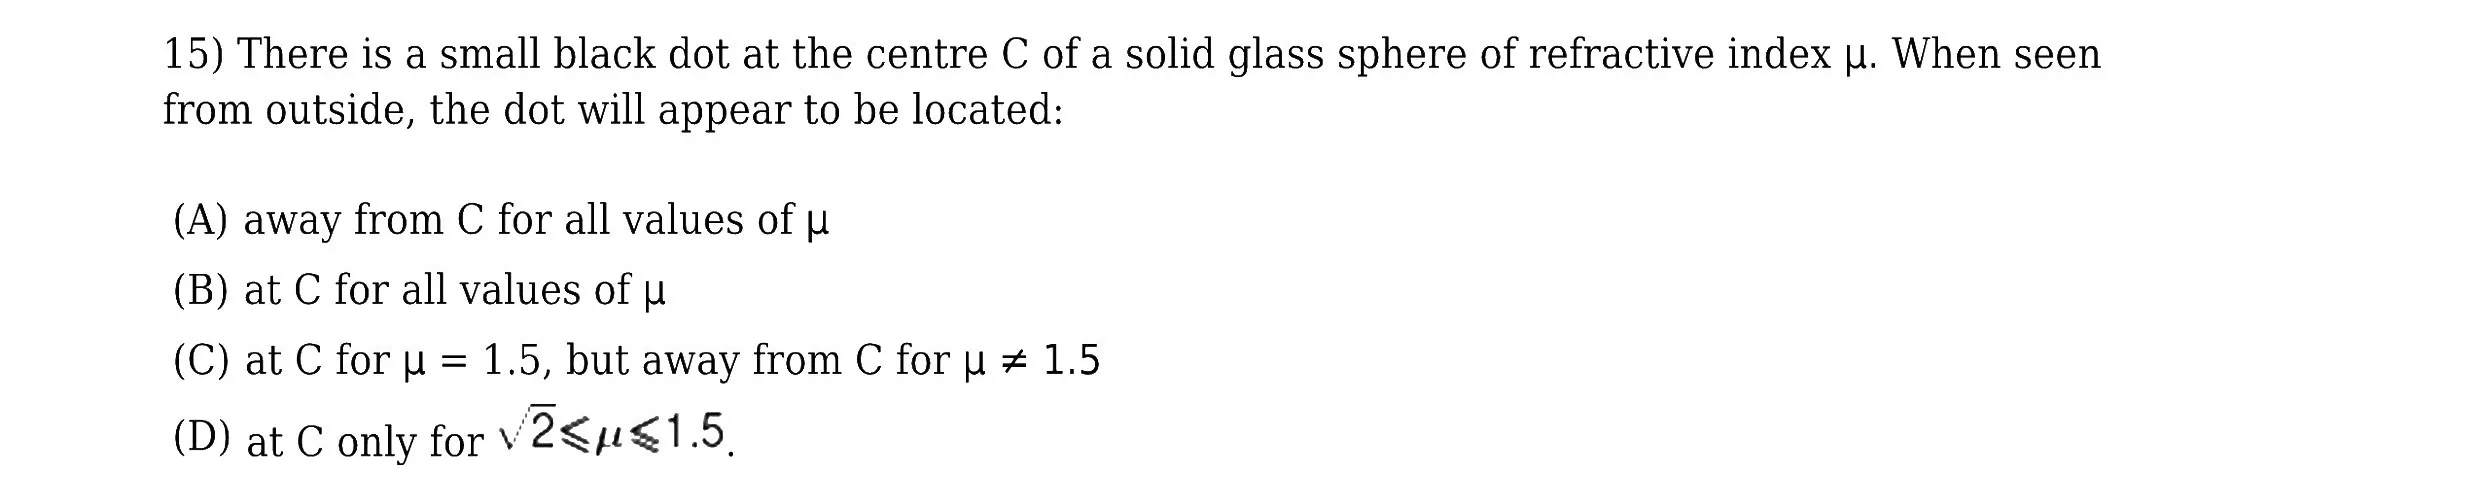 15) There is a small black dot at the centre C of a solid glass sphere of refractive index μ. When seen
from outside, the dot will appear to be located:
(A) away from C for all values of μ
(B) at C for all values of μ
(C) at C for μ = 1.5, but away from C for μ ≠ 1.5
(D) at C only for √2⩽μ⩽1.5.